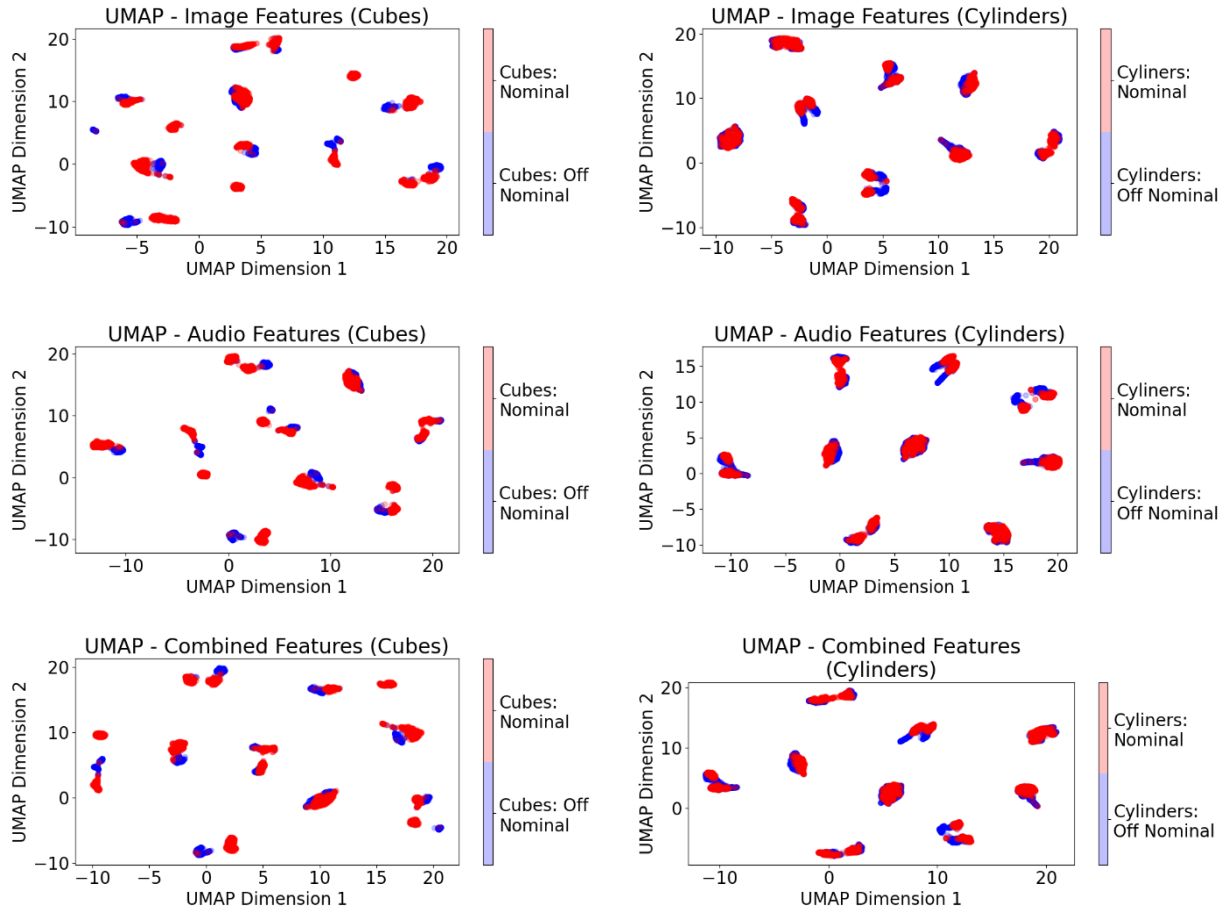 UMAP - Image Features (Cubes)
UMAP Dimension 2
20
10
0
−10
−5
0
5
10
15
20
UMAP Dimension 1
Cubes:
Nominal
Cubes: Off
Nominal
UMAP - Image Features (Cylinders)
UMAP Dimension 2
20
10
0
−10
−10
−5
0
5
10
15
20
UMAP Dimension 1
Cyliners:
Nominal
Cylinders:
Off Nominal
UMAP - Audio Features (Cubes)
UMAP Dimension 2
20
10
0
−10
−10
0
10
20
UMAP Dimension 1
Cubes:
Nominal
Cubes: Off
Nominal
UMAP - Audio Features (Cylinders)
UMAP Dimension 2
15
10
5
0
−5
−10
−10
−5
0
5
10
15
20
UMAP Dimension 1
Cyliners:
Nominal
Cylinders:
Off Nominal
UMAP - Combined Features (Cubes)
UMAP Dimension 2
20
10
0
−10
−10
−5
0
5
10
15
20
UMAP Dimension 1
Cubes:
Nominal
Cubes: Off
Nominal
UMAP - Combined Features
(Cylinders)
UMAP Dimension 2
20
10
0
−10
0
10
20
UMAP Dimension 1
Cyliners:
Nominal
Cylinders:
Off Nominal